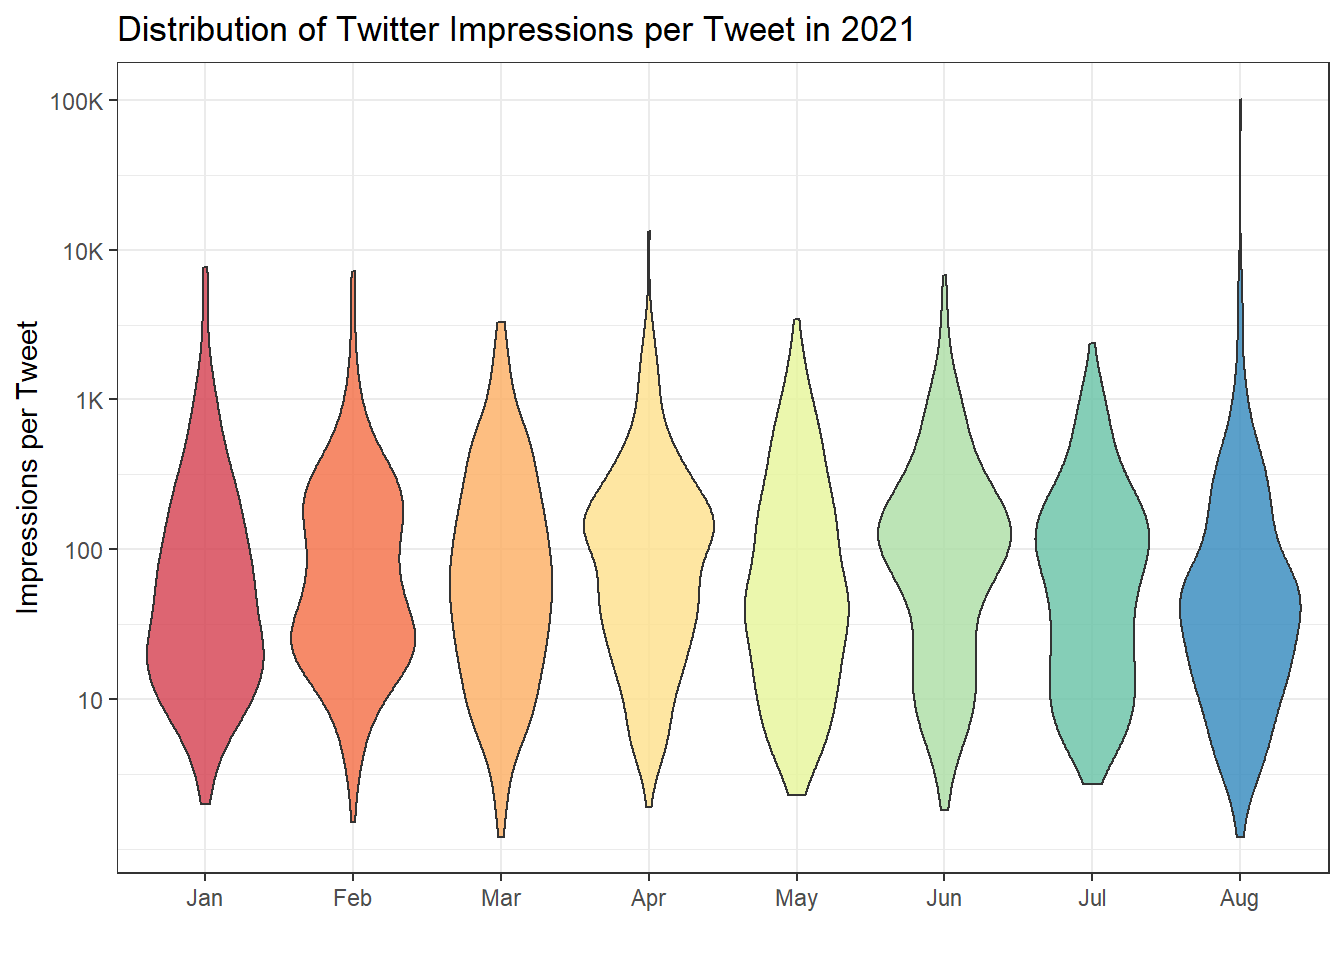 Distribution of Twitter Impressions per Tweet in 2021
Impressions per Tweet
100K
10K
1K
100
10
Jan Feb Mar Apr May Jun Jul Aug